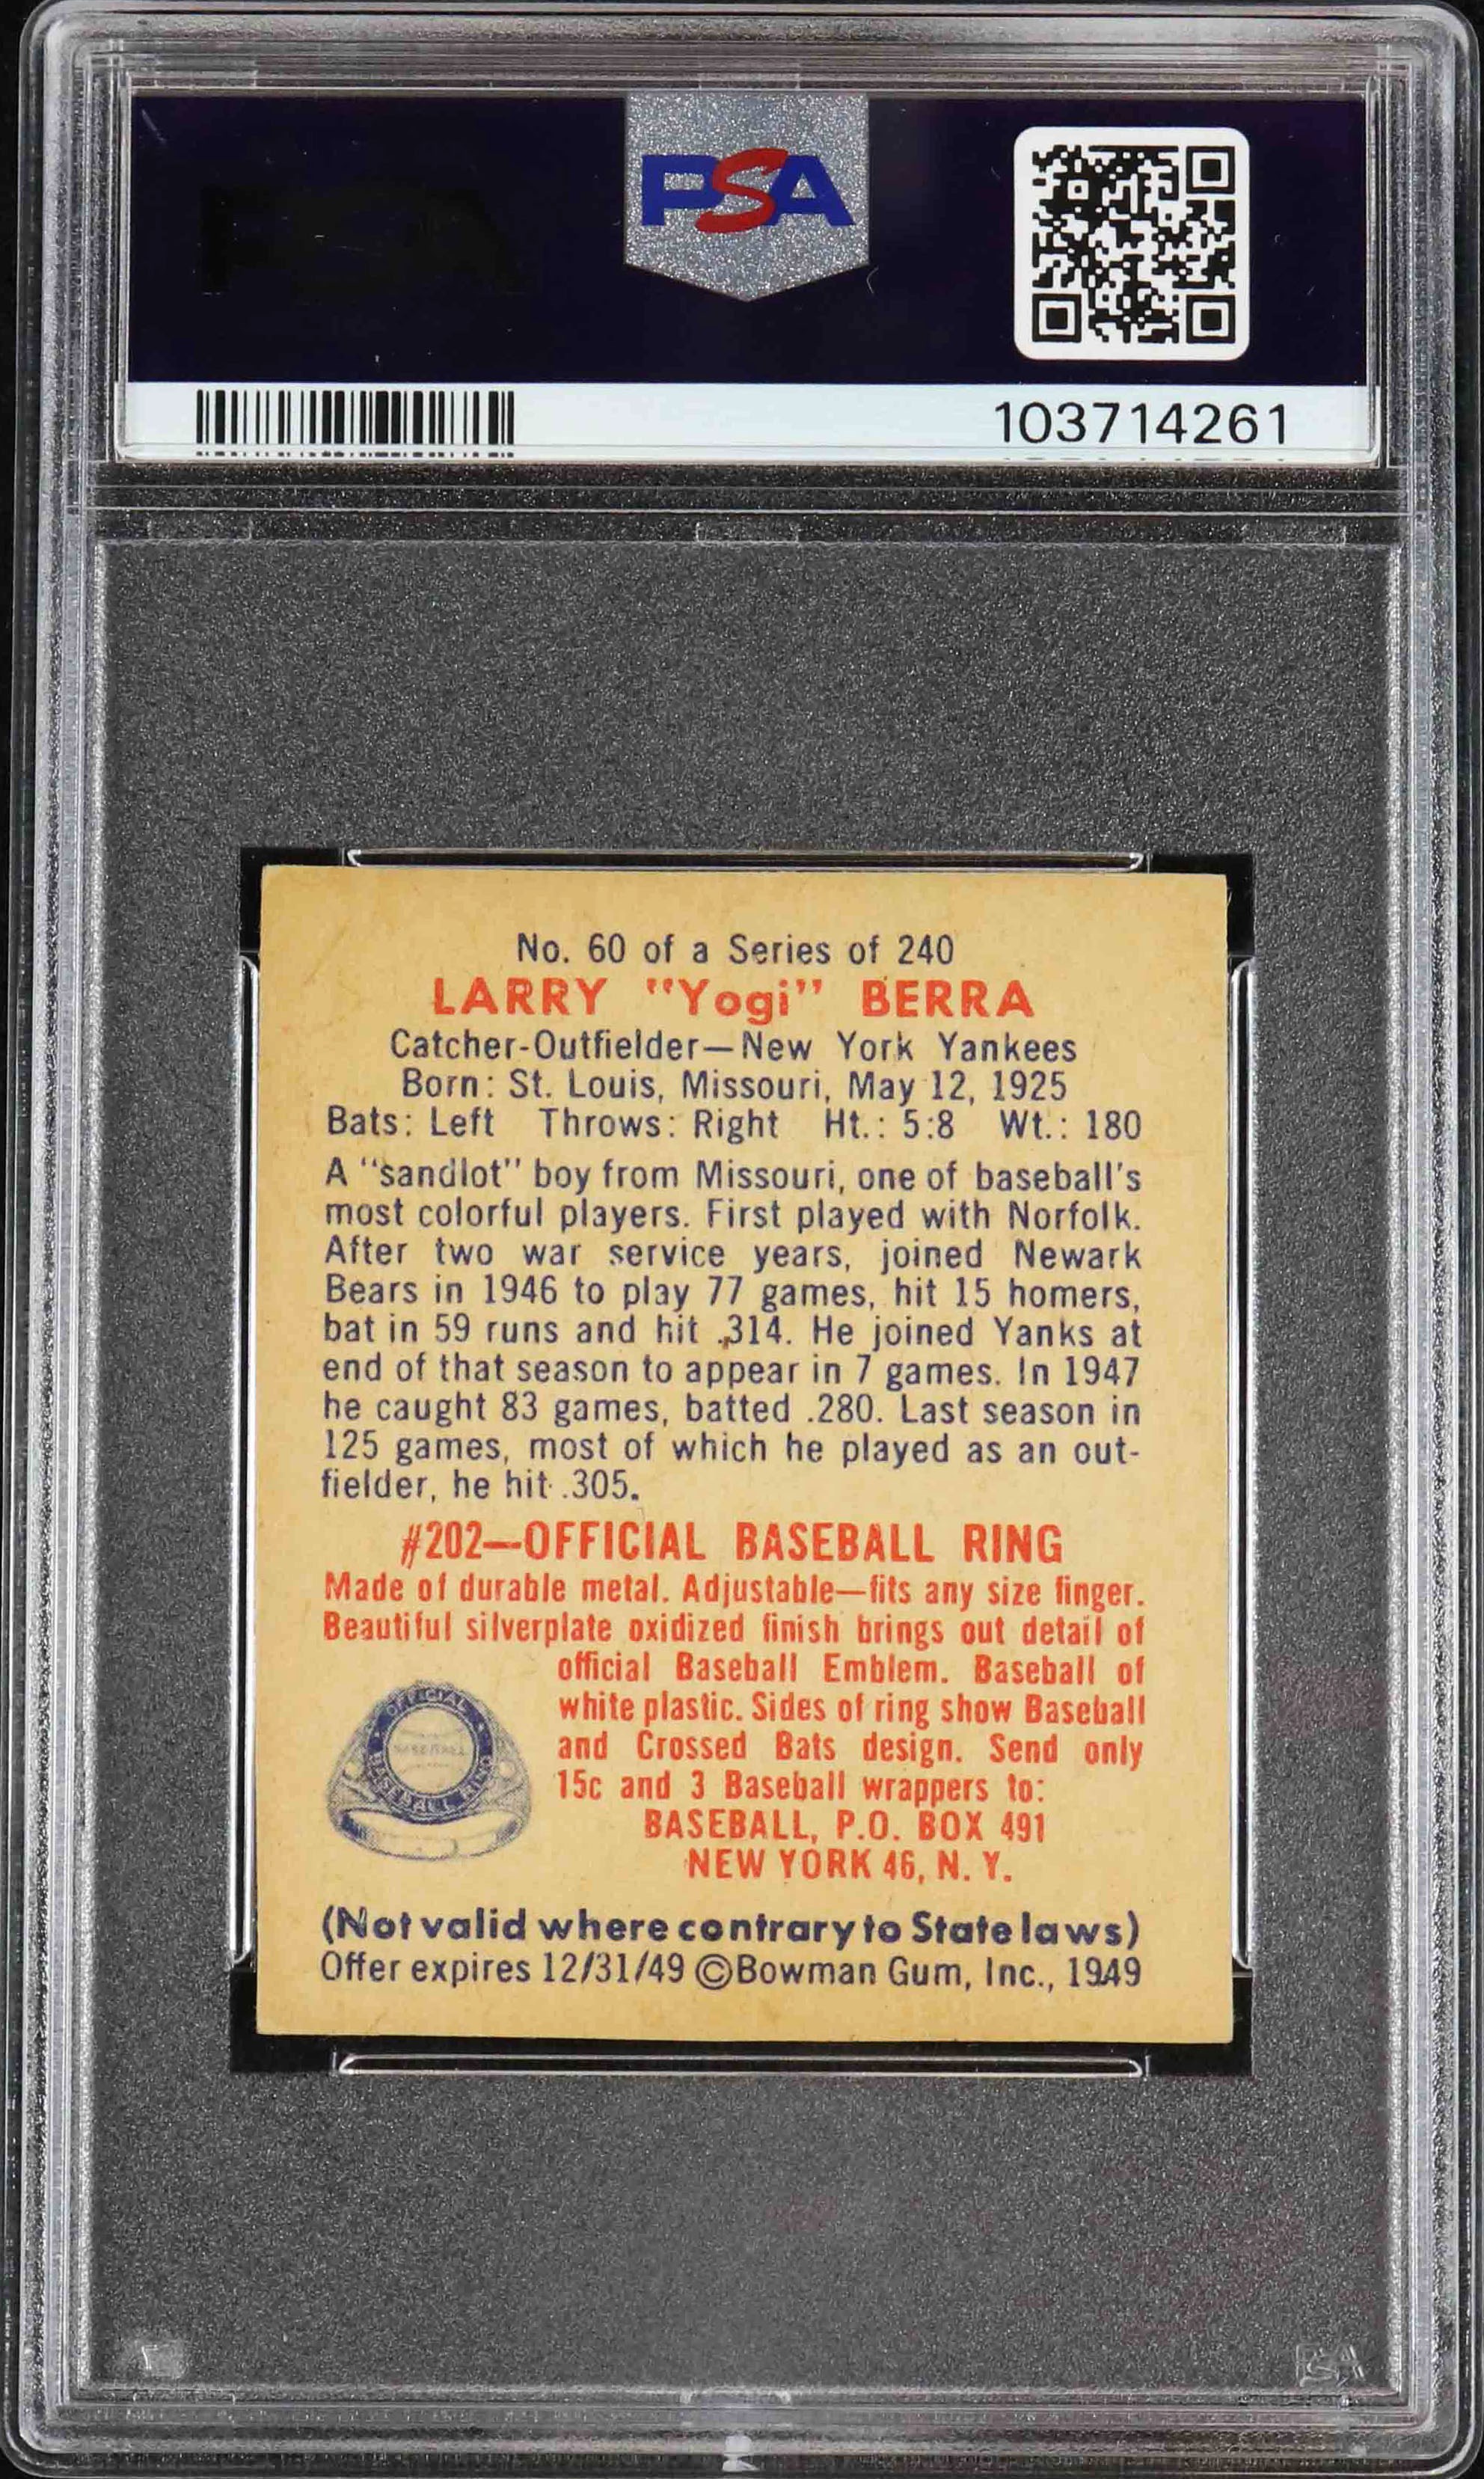 PSA
103714261
No. 60 of a Series of 240
LARRY "Yogi" BERRA
Catcher-Outfielder—New York Yankees
Born: St. Louis, Missouri, May 12, 1925
Bats: Left Throws: Right Ht.: 5:8 Wt.: 180
A "sandlot" boy from Missouri, one of baseball's
most colorful players. First played with Norfolk.
After two war service years, joined Newark
Bears in 1946 to play 77 games, hit 15 homers,
bat in 59 runs and hit .314. He joined Yanks at
end of that season to appear in 7 games. In 1947
he caught 83 games, batted .280. Last season in
125 games, most of which he played as an out-
fielder, he hit .305.
#202—OFFICIAL BASEBALL RING
Made of durable metal. Adjustable—fits any size finger.
Beautiful silverplate oxidized finish brings out detail of
official Baseball Emblem. Baseball of
white plastic. Sides of ring show Baseball
and Crossed Bats design. Send only
15c and 3 Baseball wrappers to:
BASEBALL, P.O. BOX 491
NEW YORK 46, N. Y.
OFFICIAL
BASEBALL
BASEBALL RING
(Not valid where contrary to State laws)
Offer expires 12/31/49 ©Bowman Gum, Inc., 1949
PSA